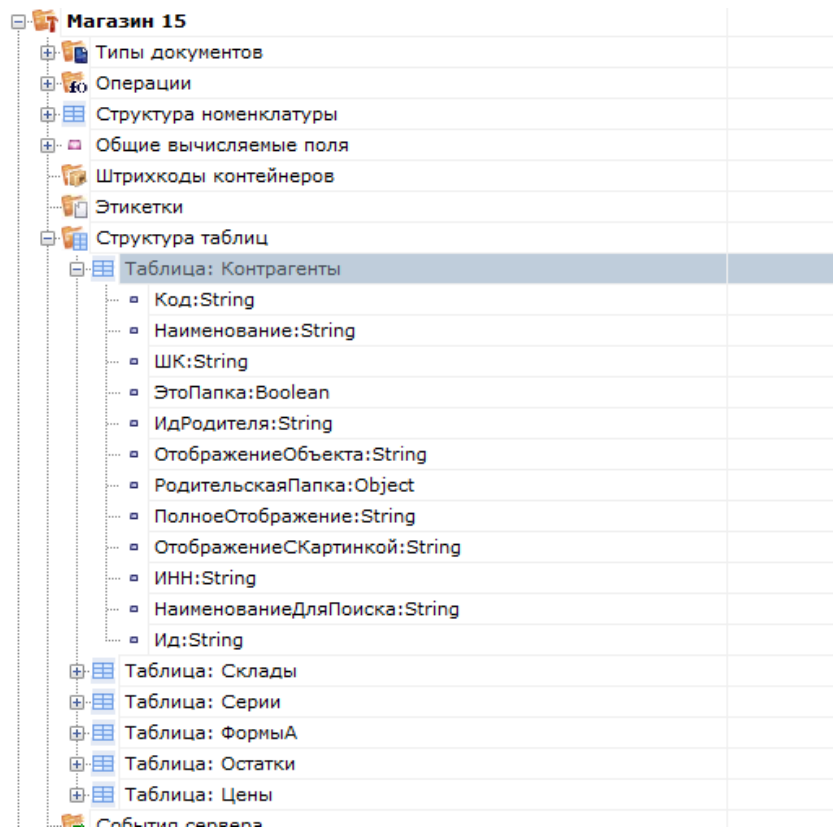 Магазин 15
Типы документов
Операции
Структура номенклатуры
Общие вычисляемые поля
Штрихкоды контейнеров
Этикетки
Структура таблиц
Таблица: Контрагенты
Код:String
Наименование:String
ШК:String
ЭтоПапка:Boolean
ИдРодителя:String
ОтображениеОбъекта:String
РодительскаяПапка:Object
ПолноеОтображение:String
ОтображениеСКартинкой:String
ИНН:String
НаименованиеДляПоиска:String
Ид:String
Таблица: Склады
Таблица: Серии
Таблица: ФормыА
Таблица: Остатки
Таблица: Цены
События сервера